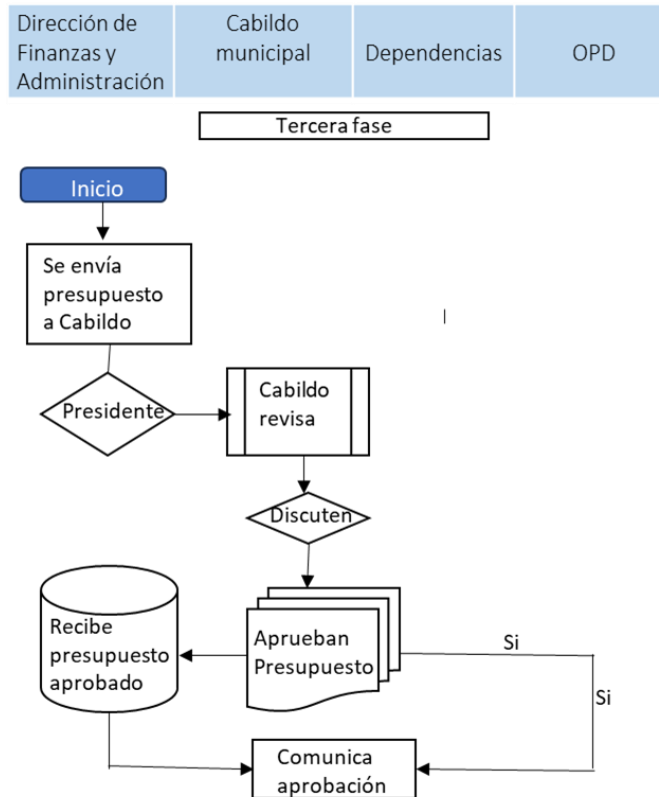 Dirección de
Finanzas y
Administración
Cabildo
municipal
Dependencias
OPD
Tercera fase
Inicio
Se envía
presupuesto
a Cabildo
Presidente
Cabildo
revisa
Discuten
Recibe
presupuesto
aprobado
Aprueban
Presupuesto
Si
Si
Comunica
aprobación